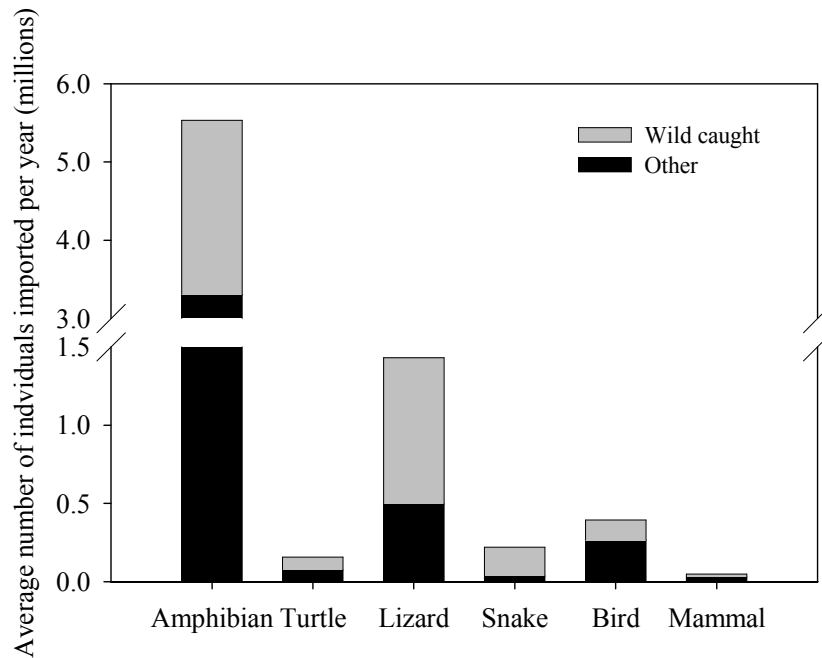 Average number of indviduals imported per year (millions)
6.0
5.0
4.0
3.0
1.5
1.0
0.5
0.0
Wild caught
Other
Amphibian Turtle Lizard Snake Bird Mammal